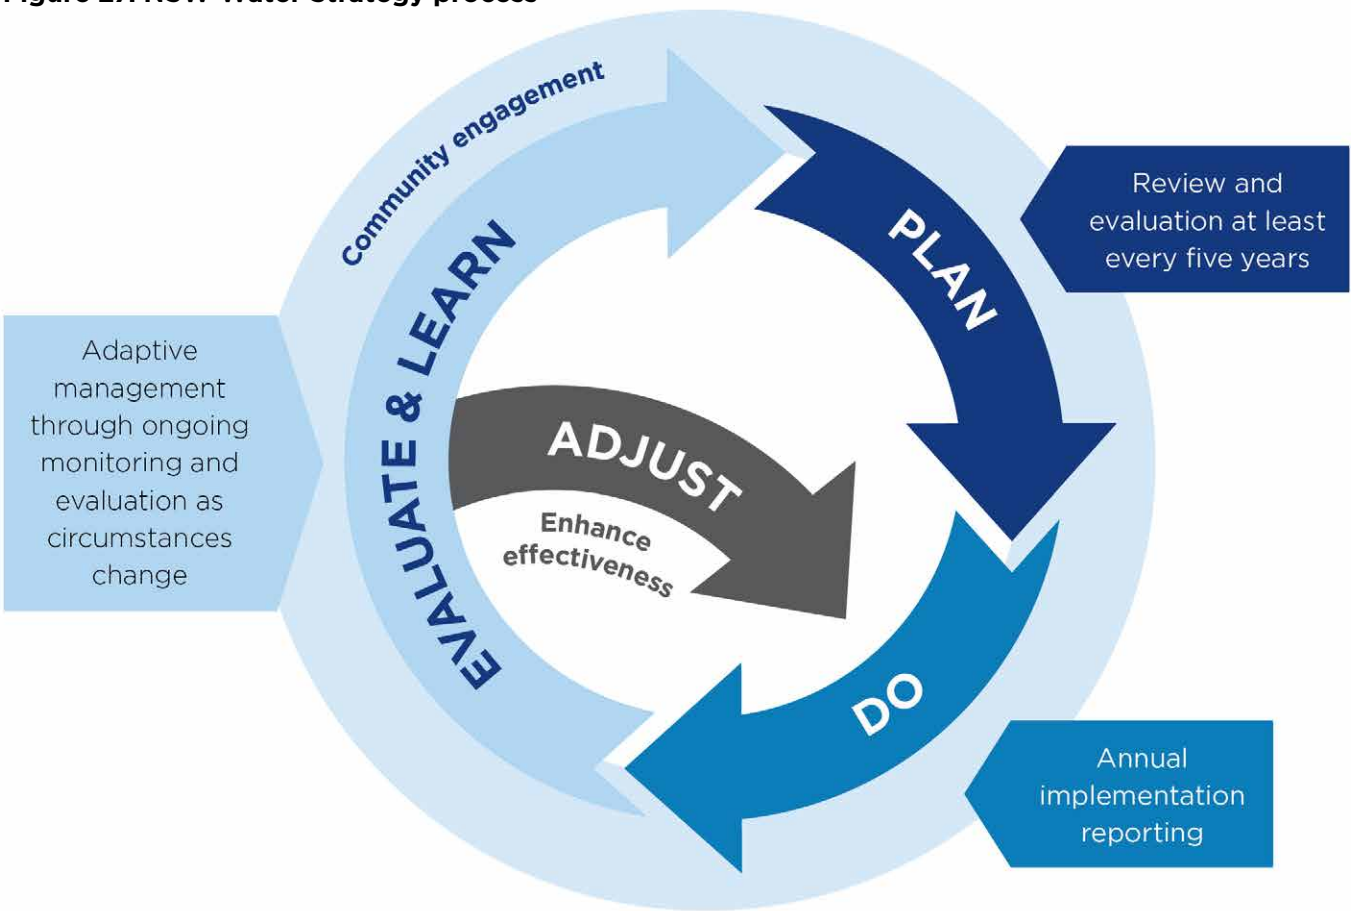 Community engagement
PLAN
Review and
evaluation at least
every five years
EVALUATE & LEARN
Adaptive
management
through ongoing
monitoring and
evaluation as
circumstances
change
ADJUST
Enhance
effectiveness
DO
Annual
implementation
reporting